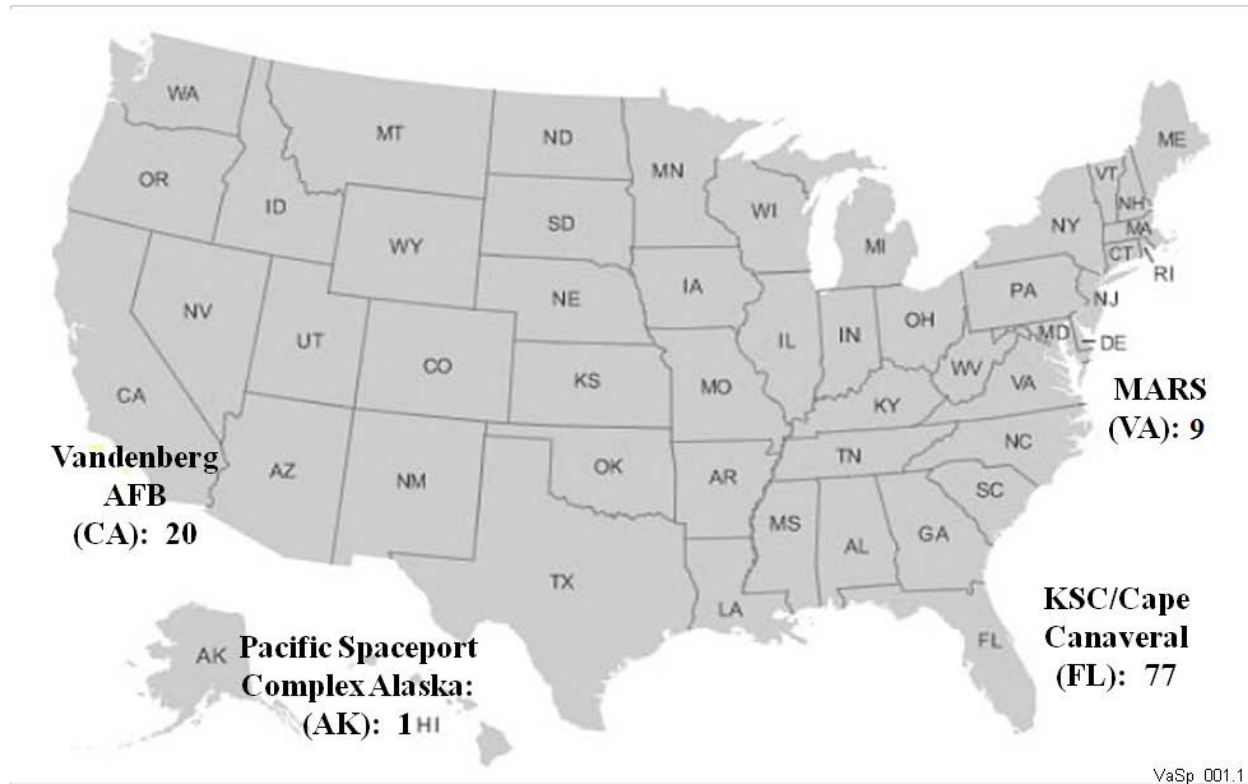 WA
MT
ND
MN
ME
OR
ID
SD
WI
VT
NH
WY
MI
NY
MA
CT
RI
NE
IA
PA
NJ
NV
UT
CO
KS
IL
IN
OH
MD
DE
WV
VA
CA
MO
KY
MARS
(VA): 9
Vandenberg
AFB
(CA): 20
AZ
NM
OK
AR
TN
NC
SC
MS
AL
GA
TX
LA
FL
KSC/Cape
Canaveral
(FL): 77
AK
Pacific Spaceport
Complex Alaska:
(AK): 1
HI
VaSp 001.1